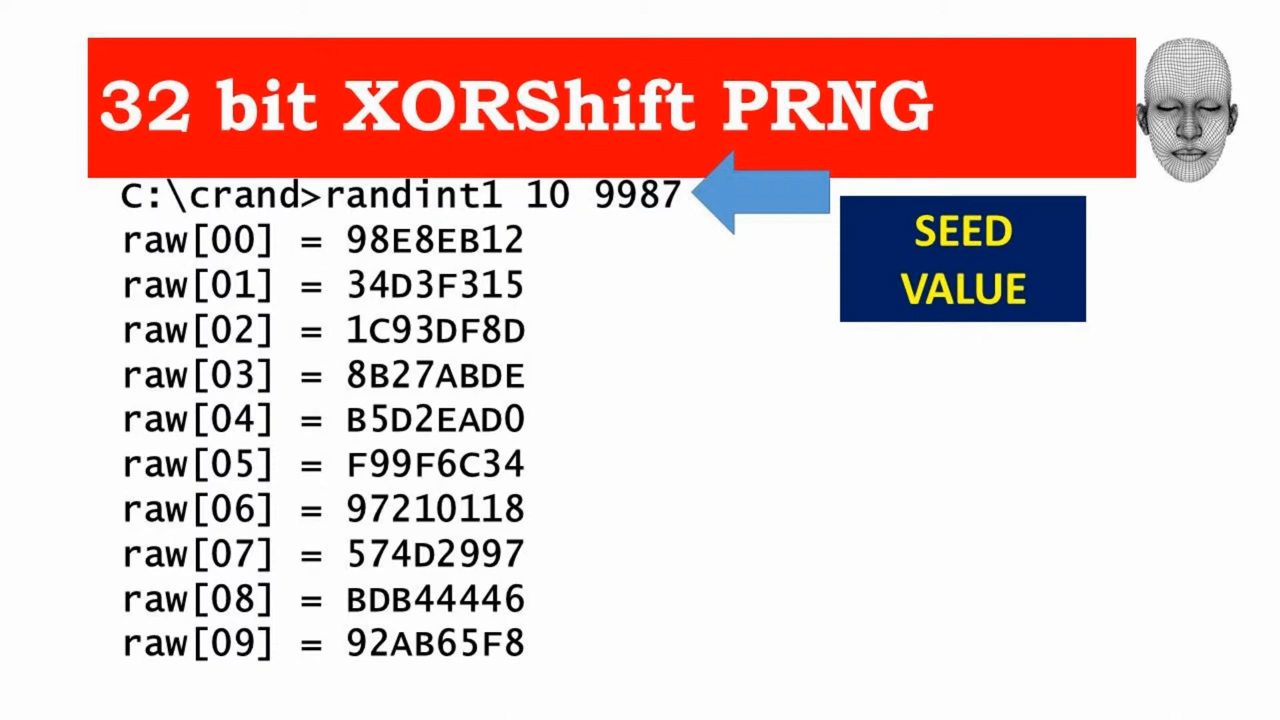 32 bit XORShift PRNG
C:\crand>randint1 10 9987
SEED
VALUE
raw[00] = 98E8EB12
raw[01] = 34D3F315
raw[02] = 1C93DF8D
raw[03] = 8B27ABDE
raw[04] = B5D2EAD0
raw[05] = F99F6C34
raw[06] = 97210118
raw[07] = 574D2997
raw[08] = BDB44446
raw[09] = 92AB65F8